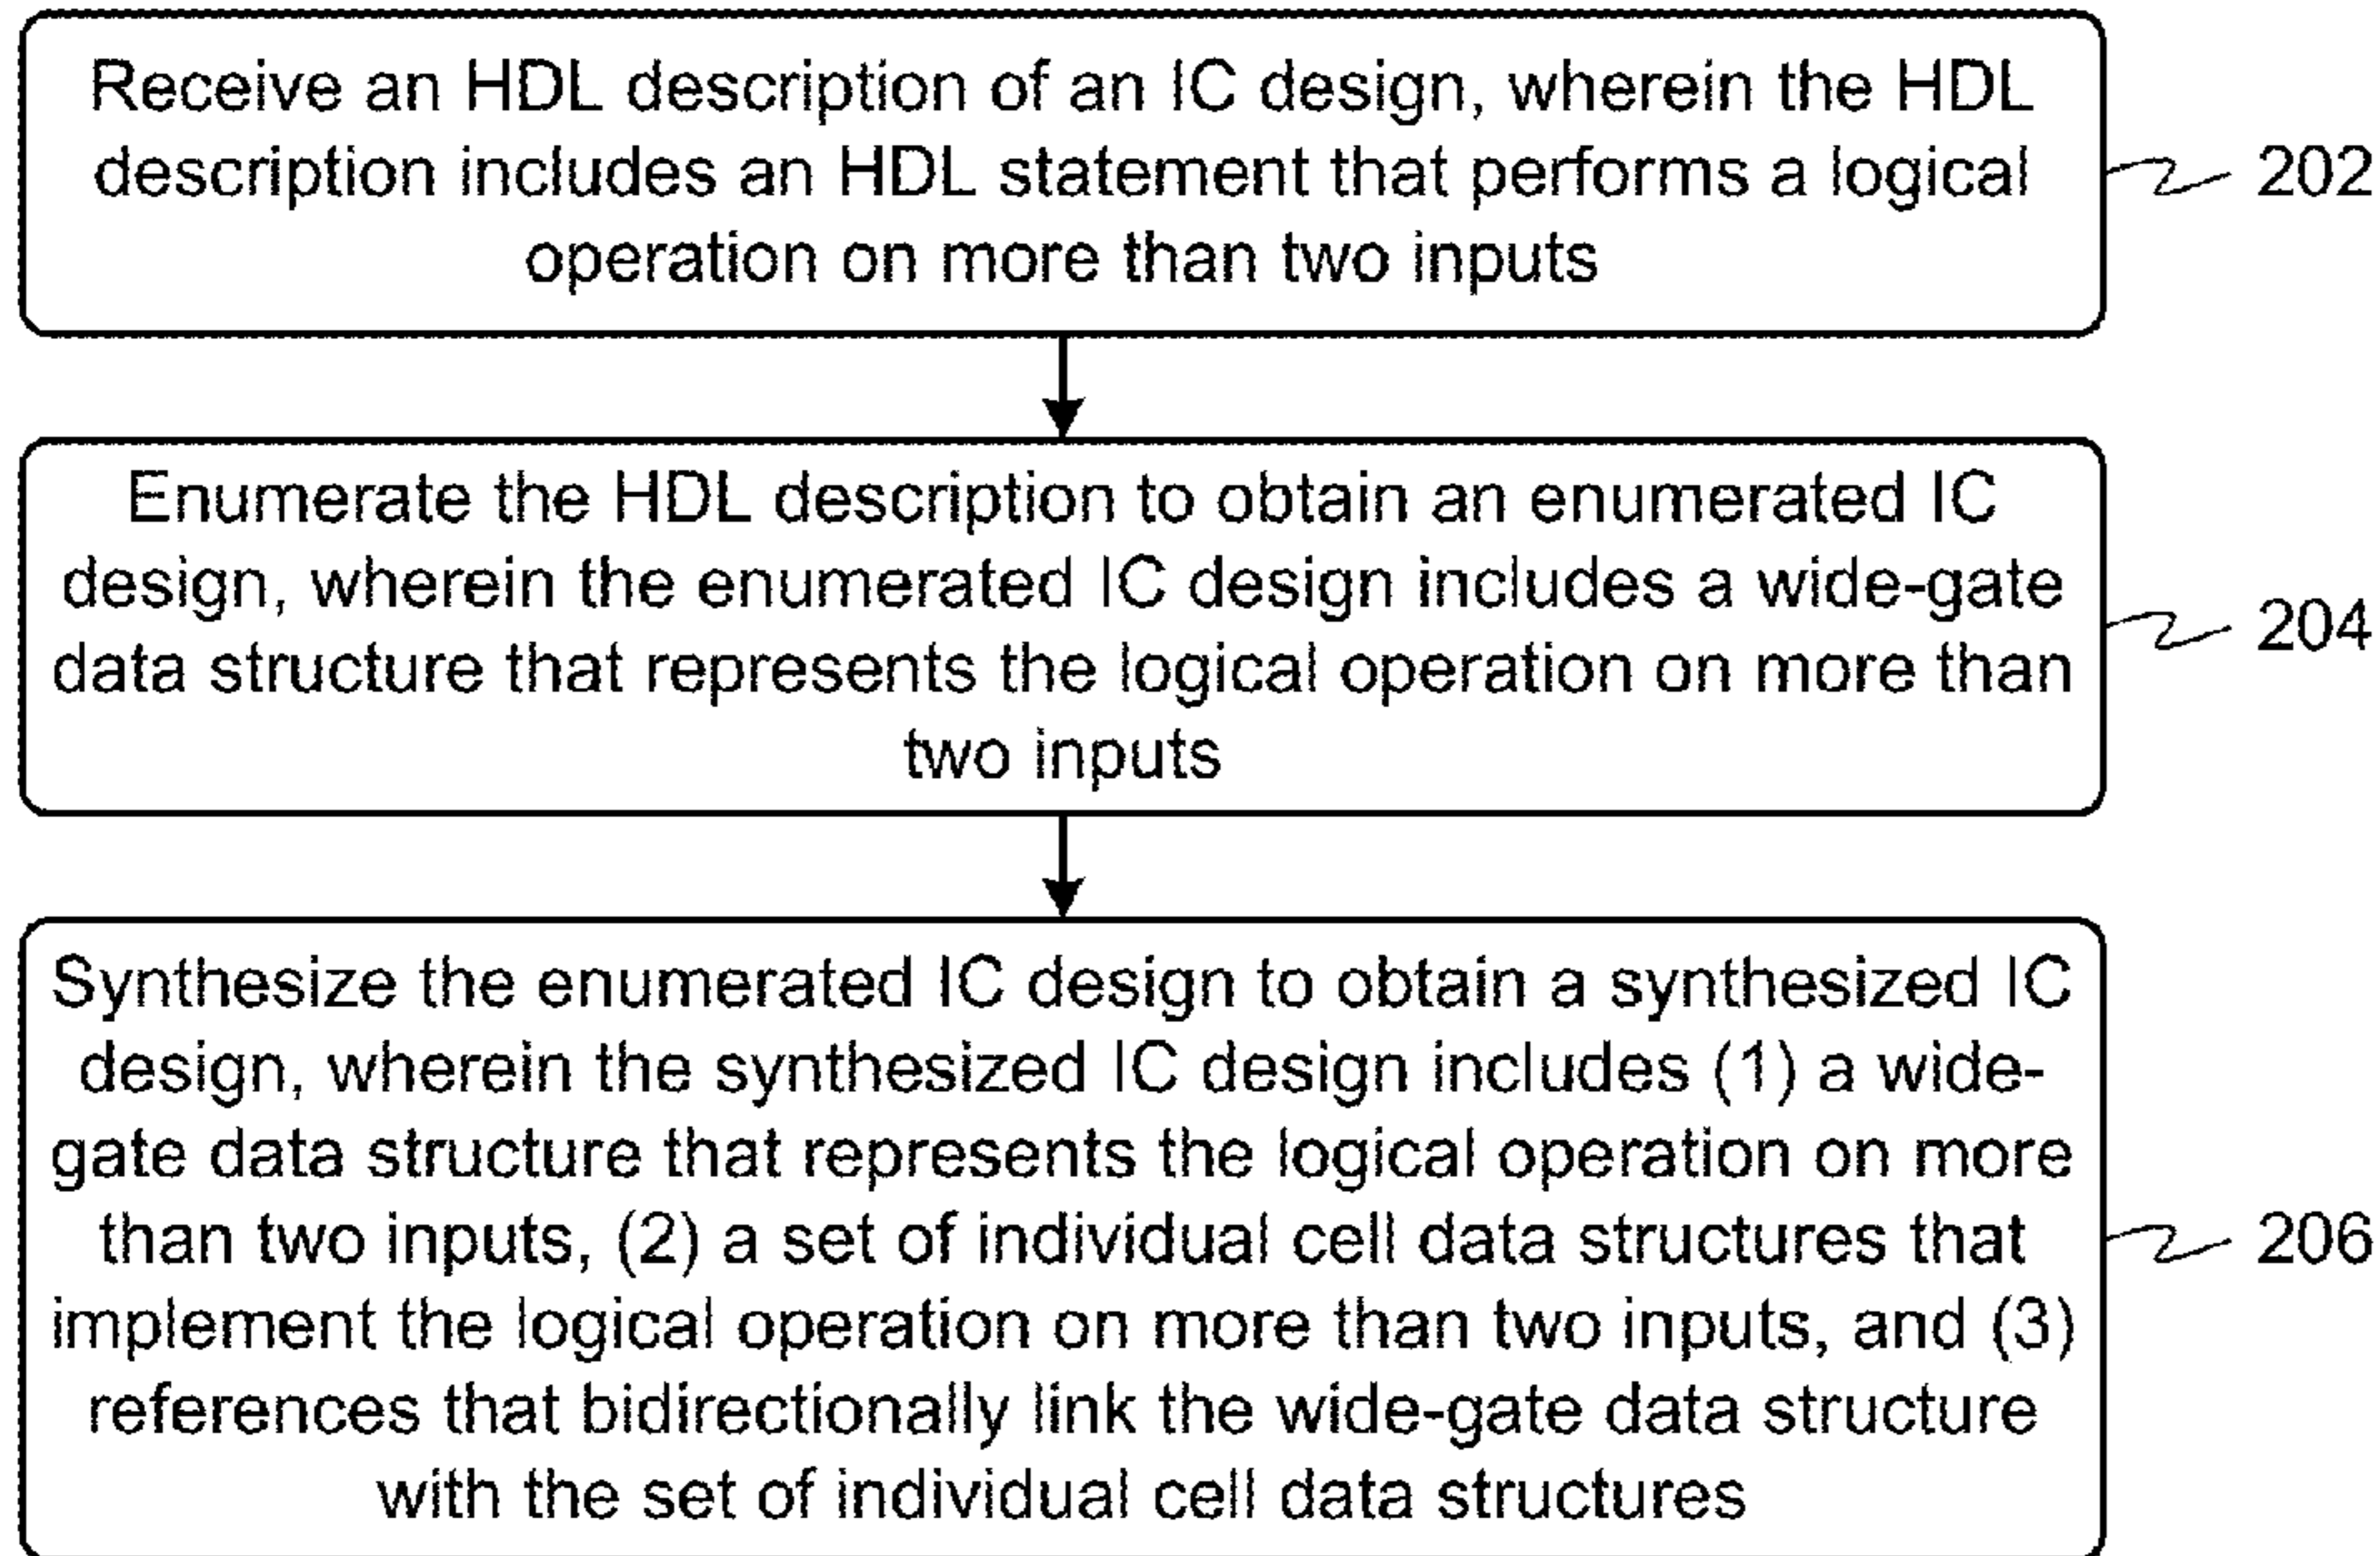 Receive an HDL description of an IC design, wherein the HDL
description includes an HDL statement that performs a logical
operation on more than two inputs
202
Enumerate the HDL description to obtain an enumerated IC
design, wherein the enumerated IC design includes a wide-gate
data structure that represents the logical operation on more than
two inputs
204
Synthesize the enumerated IC design to obtain a synthesized IC
design, wherein the synthesized IC design includes (1) a wide-
gate data structure that represents the logical operation on more
than two inputs, (2) a set of individual cell data structures that
implement the logical operation on more than two inputs, and (3)
references that bidirectionally link the wide-gate data structure
with the set of individual cell data structures
206